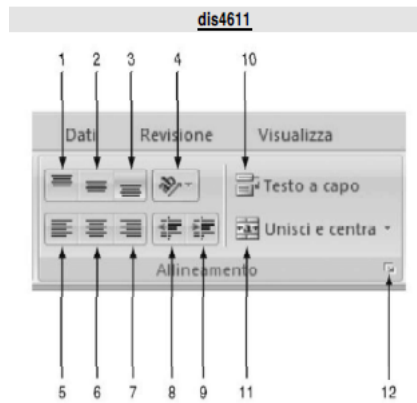 dis4611
1 2 3 4 10
Dati Revisione Visualizza
Testo a capo
Unisci e centra
Allineamento
5 6 7 8 9 11 12